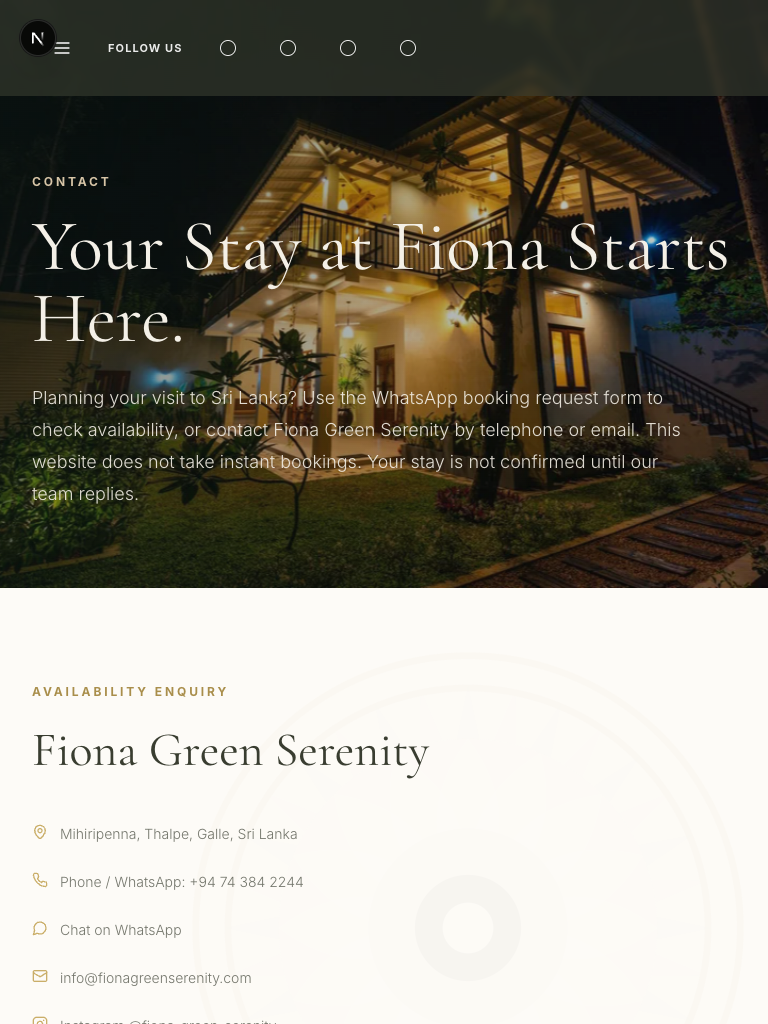 N
FOLLOW US
CONTACT
Your Stay at Fiona Starts
Here.
Planning your visit to Sri Lanka? Use the WhatsApp booking request form to
check availability, or contact Fiona Green Serenity by telephone or email. This
website does not take instant bookings. Your stay is not confirmed until our
team replies.
AVAILABILITY ENQUIRY
Fiona Green Serenity
Mihiripenna, Thalpe, Galle, Sri Lanka
Phone / WhatsApp: +94 74 384 2244
Chat on WhatsApp
info@fionagreenserenity.com
Instagram @fiona_green_serenity